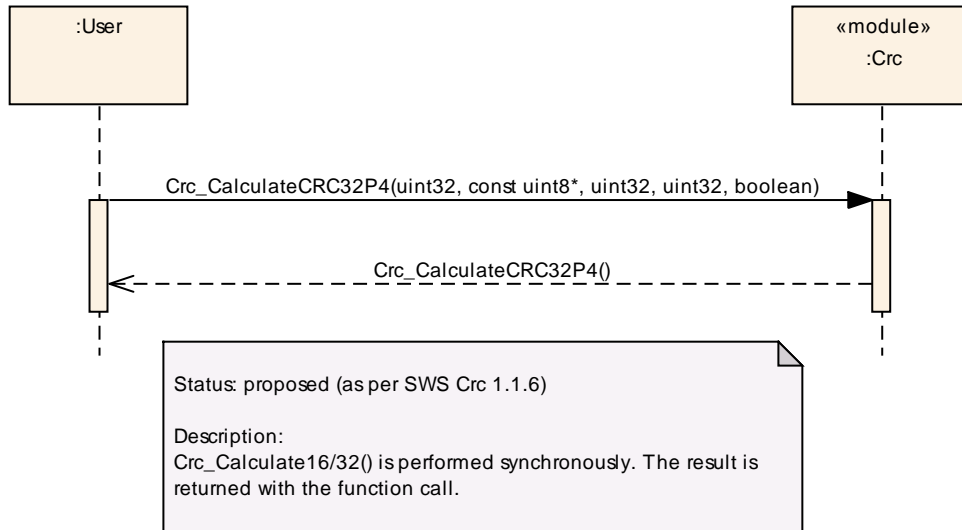 :User
«module»
:Crc
Crc_CalculateCRC32P4(uint32, const uint8*, uint32, uint32, boolean)
Crc_CalculateCRC32P4()
Status: proposed (as per SWS Crc 1.1.6)
Description:
Crc_Calculate16/32() is performed synchronously. The result is
returned with the function call.